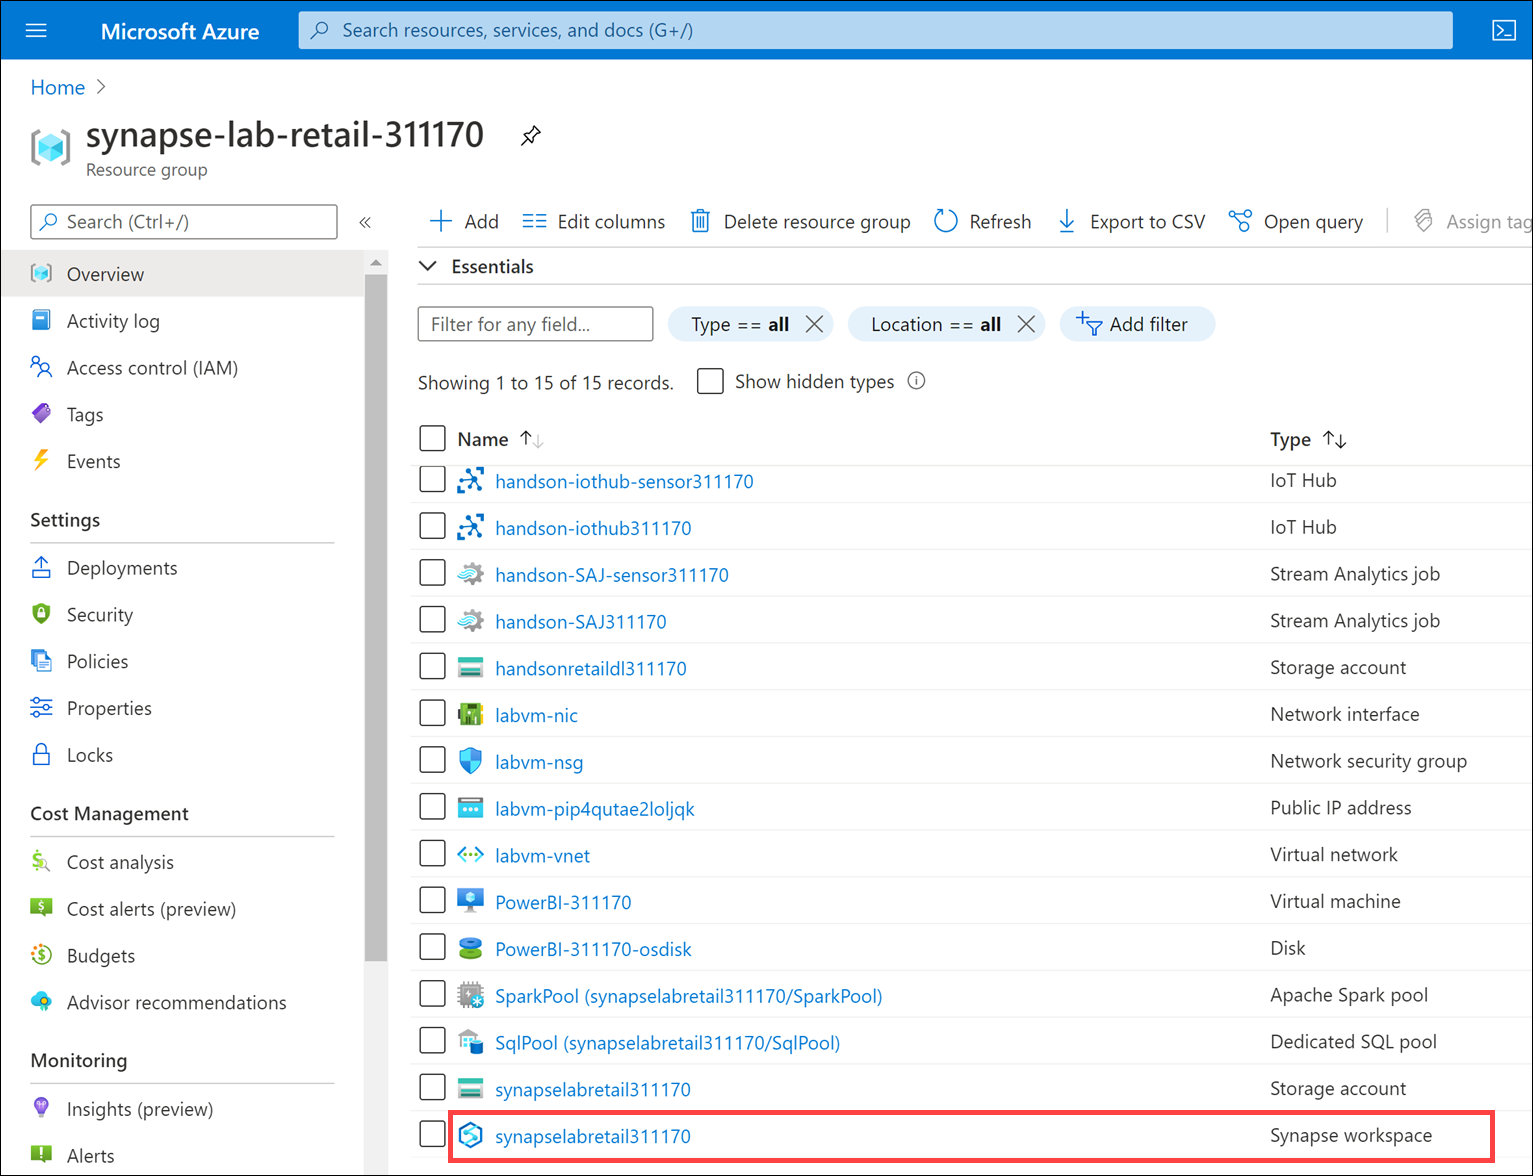 Microsoft Azure
Search resources, services, and docs (G+/)
Home
synapse-lab-retail-311170
Resource group
Search (Ctrl+/)
Overview
Activity log
Access control (IAM)
Tags
Events
Settings
Deployments
Security
Policies
Properties
Locks
Cost Management
Cost analysis
Cost alerts (preview)
Budgets
Advisor recommendations
Monitoring
Insights (preview)
Alerts
Add Edit columns Delete resource group Refresh Export to CSV Open query Assign tag
Essentials
Filter for any field... Type == all Location == all Add filter
Showing 1 to 15 of 15 records. Show hidden types
Name Type
handson-iothub-sensor311170 IoT Hub
handson-iothub311170 IoT Hub
handson-SAJ-sensor311170 Stream Analytics job
handson-SAJ311170 Stream Analytics job
handsonretaildl311170 Storage account
labvm-nic Network interface
labvm-nsg Network security group
labvm-pip4qutae2loljqk Public IP address
labvm-vnet Virtual network
PowerBI-311170 Virtual machine
PowerBI-311170-osdisk Disk
SparkPool (synapselabretail311170/SparkPool) Apache Spark pool
SqlPool (synapselabretail311170/SqlPool) Dedicated SQL pool
synapselabretail311170 Storage account
synapselabretail311170 Synapse workspace